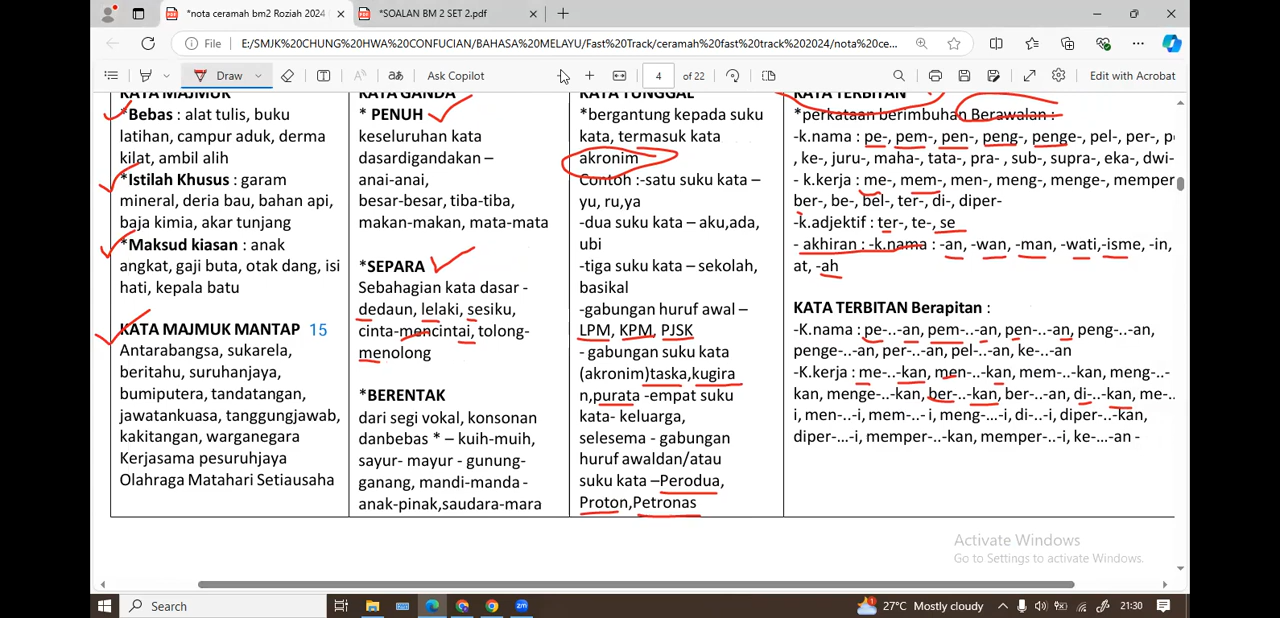 *nota ceramah bm2 Roziah 2024
*SOALAN BM 2 SET 2.pdf
File
E:/SMJK%20CHUNG%20HWA%20CONFUCIAN/BAHASA%20MELAYU/Fast%20Track/ceramah%20fast%20track%202024/nota%20ce...
Draw
Ask Copilot
4 of 22
Edit with Acrobat
KATA MAJMUK
*Bebas : alat tulis, buku
latihan, campur aduk, derma
kilat, ambil alih
*Istilah Khusus : garam
mineral, deria bau, bahan api,
baja kimia, akar tunjang
*Maksud kiasan : anak
angkat, gaji buta, otak dang, isi
hati, kepala batu
KATA MAJMUK MANTAP 15
Antarabangsa, sukarela,
beritahu, suruhanjaya,
bumiputera, tandatangan,
jawatankuasa, tanggungjawab,
kakitangan, warganegara
Kerjasama pesuruhjaya
Olahraga Matahari Setiausaha
KATA GANDA
* PENUH
keseluruhan kata
dasardigandakan –
anai-anai,
besar-besar, tiba-tiba,
makan-makan, mata-mata
*SEPARA
Sebahagian kata dasar -
dedaun, lelaki, sesiku,
cinta-mencintai, tolong-
menolong
*BERENTAK
dari segi vokal, konsonan
danbebas * – kuih-muih,
sayur- mayur - gunung-
ganang, mandi-manda -
anak-pinak,saudara-mara
KATA TUNGGAL
*bergantung kepada suku
kata, termasuk kata
akronim
Contoh :-satu suku kata –
yu, ru,ya
-dua suku kata – aku,ada,
ubi
-tiga suku kata – sekolah,
basikal
-gabungan huruf awal –
LPM, KPM, PJSK
- gabungan suku kata
(akronim)taska,kugira
n,purata -empat suku
kata- keluarga,
selesema - gabungan
huruf awaldan/atau
suku kata –Perodua,
Proton,Petronas
KATA TERBITAN
*perkataan berimbuhan Berawalan :
-k.nama : pe-, pem-, pen-, peng-, penge-, pel-, per-, p
, ke-, juru-, maha-, tata-, pra- , sub-, supra-, eka-, dwi-
- k.kerja : me-, mem-, men-, meng-, menge-, memper
ber-, be-, bel-, ter-, di-, diper-
-k.adjektif : ter-, te-, se
- akhiran : -k.nama : -an, -wan, -man, -wati,-isme, -in,
at, -ah
KATA TERBITAN Berapitan :
-K.nama : pe-..-an, pem-..-an, pen-..-an, peng-..-an,
penge-..-an, per-..-an, pel-..-an, ke-..-an
-K.kerja : me-..-kan, men-..-kan, mem-..-kan, meng-..-
kan, menge-..-kan, ber-..-kan, ber-..-an, di-..-kan, me-..
i, men-..-i, mem-..-i, meng-...-i, di-..-i, diper-..-kan,
diper-...-i, memper-..-kan, memper-..-i, ke-...-an -
Activate Windows
Go to Settings to activate Windows.
Search
27°C Mostly cloudy
21:30